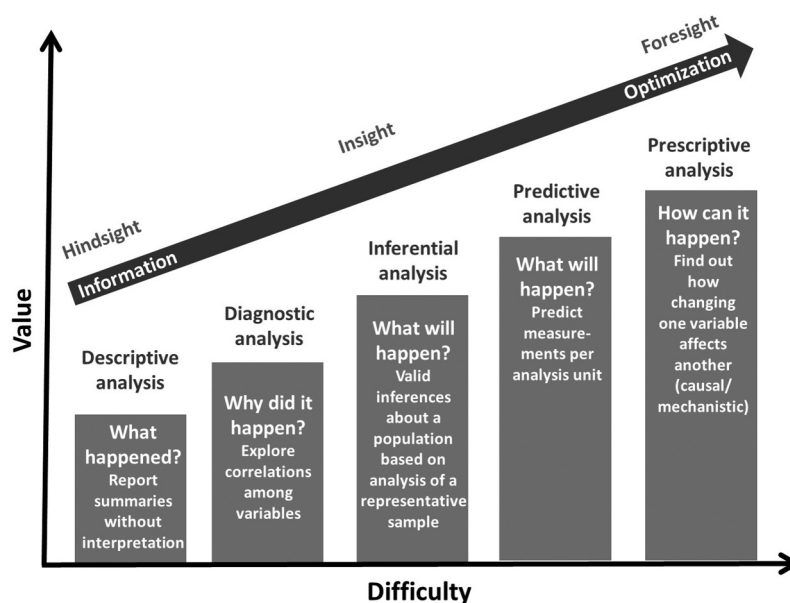 Foresight
Optimization
Insight
Hindsight
Information
Value
Descriptive
analysis
What
happened?
Report
summaries
without
interpretation
Diagnostic
analysis
Why did it
happen?
Explore
correlations
among
variables
Inferential
analysis
What will
happen?
Valid
inferences
about a
population
based on
analysis of a
representative
sample
Predictive
analysis
What will
happen?
Predict
measure-
ments per
analysis unit
Prescriptive
analysis
How can it
happen?
Find out
how
changing
one variable
affects
another
(causal/
mechanistic)
Difficulty